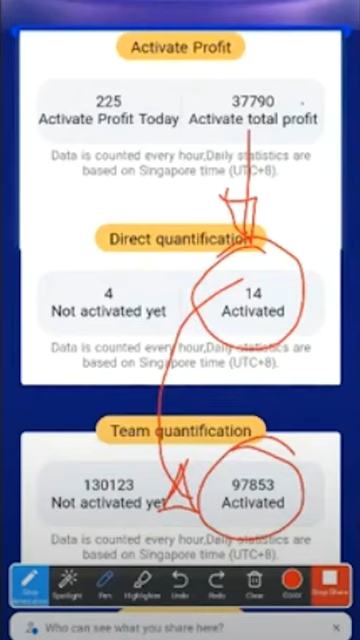 Activate Profit
225
37790
Activate Profit Today
Activate total profit
Data is counted every hour,Daily statistics are
based on Singapore time (UTC+8).
Direct quantification
4
14
Not activated yet
Activated
Data is counted every hour,Daily statistics are
based on Singapore time (UTC+8).
Team quantification
130123
97853
Not activated yet
Activated
Data is counted every hour,Daily statistics are
based on Singapore time (UTC+8).
Spotlight
Pen
Highlighter
Undo
Redo
Clear
Color
Stop Share
Who can see what you share here?